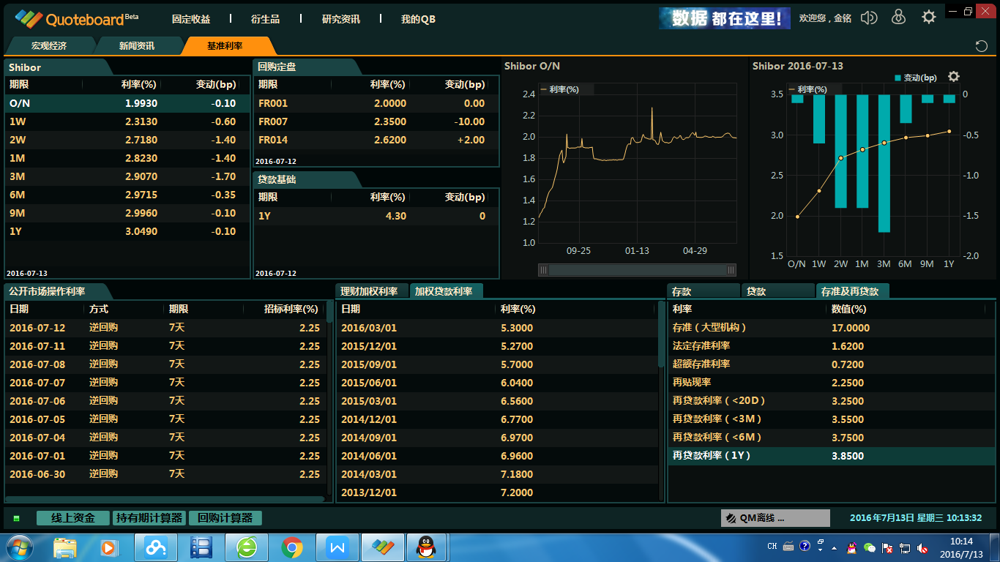 Quoteboard Beta 固定收益 衍生品 研究资讯 我的QB 数据都在这里! 欢迎您，金铭
宏观经济 新闻资讯 基准利率
Shibor
期限 利率(%) 变动(bp)
O/N 1.9930 -0.10
1W 2.3130 -0.60
2W 2.7180 -1.40
1M 2.8230 -1.40
3M 2.9070 -1.70
6M 2.9715 -0.35
9M 2.9960 -0.10
1Y 3.0490 -0.10
2016-07-13
回购定盘
期限 利率(%) 变动(bp)
FR001 2.0000 0.00
FR007 2.3500 -10.00
FR014 2.6200 +2.00
2016-07-12
贷款基础
期限 利率(%) 变动(bp)
1Y 4.30 0
2016-07-12
Shibor O/N
利率(%)
2.4
2.2
2.0
1.8
1.6
1.4
1.2
1.0
09-25 01-13 04-29
Shibor 2016-07-13
变动(bp)
利率(%)
3.5 0
3.0 -0.5
2.5 -1.0
2.0 -1.5
1.5 -2.0
O/N 1W 2W 1M 3M 6M 9M 1Y
公开市场操作利率
日期 方式 期限 招标利率(%)
2016-07-12 逆回购 7天 2.25
2016-07-11 逆回购 7天 2.25
2016-07-08 逆回购 7天 2.25
2016-07-07 逆回购 7天 2.25
2016-07-06 逆回购 7天 2.25
2016-07-05 逆回购 7天 2.25
2016-07-04 逆回购 7天 2.25
2016-07-01 逆回购 7天 2.25
2016-06-30 逆回购 7天 2.25
理财加权利率 加权贷款利率
日期 利率(%)
2016/03/01 5.3000
2015/12/01 5.2700
2015/09/01 5.7000
2015/06/01 6.0400
2015/03/01 6.5600
2014/12/01 6.7700
2014/09/01 6.9700
2014/06/01 6.9600
2014/03/01 7.1800
2013/12/01 7.2000
存款 贷款 存准及再贷款
利率 数值(%)
存准（大型机构） 17.0000
法定存准利率 1.6200
超额存准利率 0.7200
再贴现率 2.2500
再贷款利率（<20D） 3.2500
再贷款利率（<3M） 3.5500
再贷款利率（<6M） 3.7500
再贷款利率（1Y） 3.8500
线上资金 持有期计算器 回购计算器 QM离线 ... 2016年7月13日 星期三 10:13:32
CH 10:14
2016/7/13